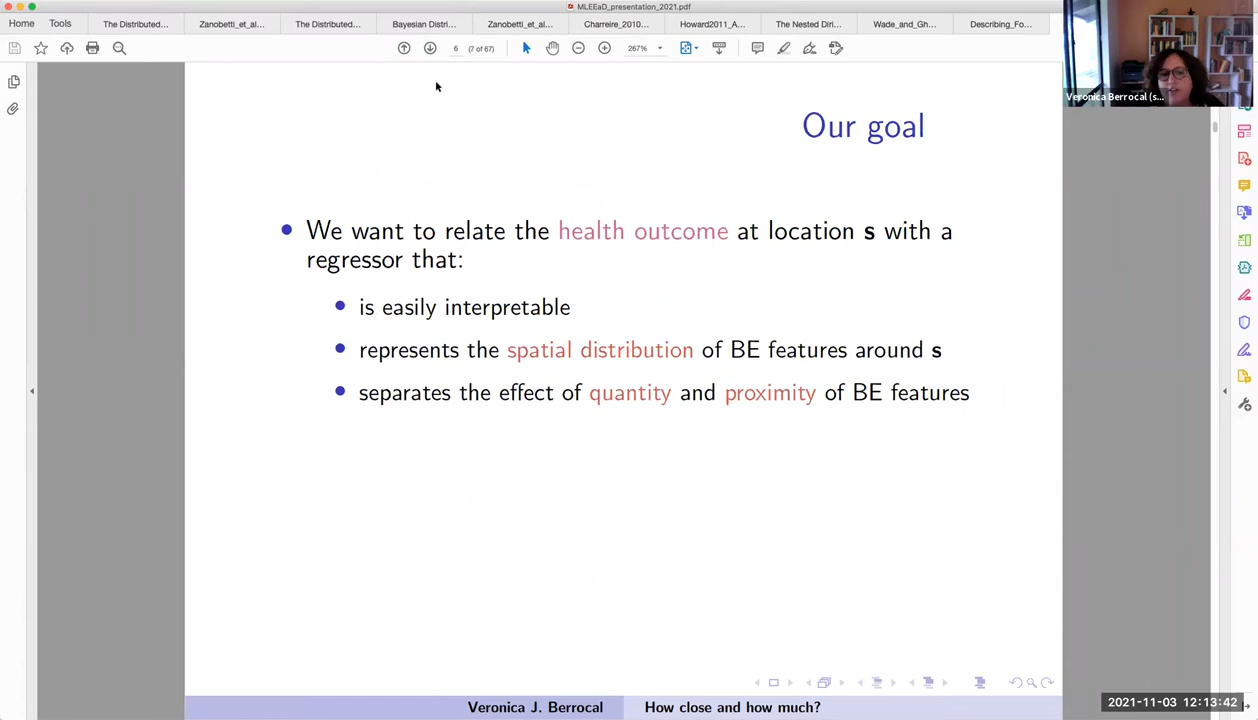 MLEEaD_presentation_2021.pdf
Home Tools The Distributed... Zanobetti_et_al... The Distributed... Bayesian Distri... Zanobetti_et_al... Charreire_2010... Howard2011_A... The Nested Diri... Wade_and_Gh... Describing_Fo...
6 (7 of 67) 267%
Veronica Berrocal (s...
Our goal
We want to relate the health outcome at location s with a
regressor that:
is easily interpretable
represents the spatial distribution of BE features around s
separates the effect of quantity and proximity of BE features
Veronica J. Berrocal How close and how much?
2021-11-03 12:13:42